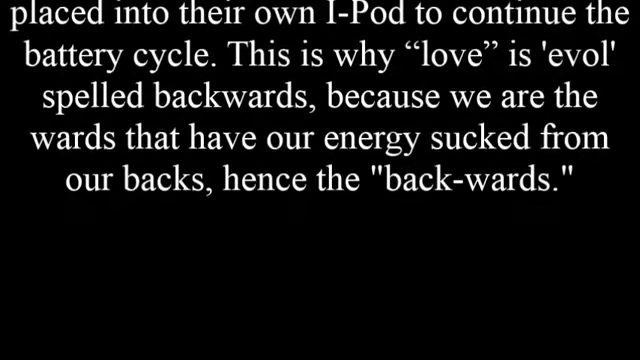 placed into their own I-Pod to continue the
battery cycle. This is why “love” is 'evol'
spelled backwards, because we are the
wards that have our energy sucked from
our backs, hence the "back-wards."